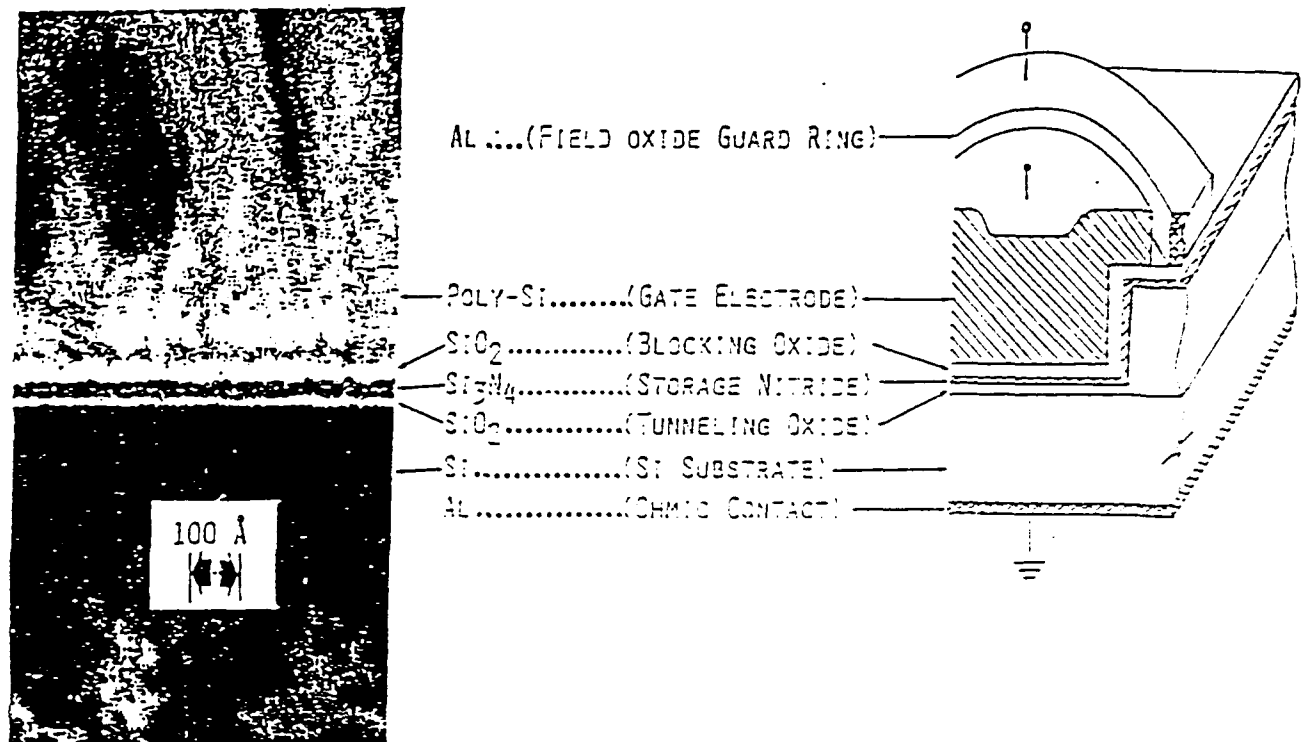 AL.....(FIELD OXIDE GUARD RING)
POLY-SI........(GATE ELECTRODE)
SIO2............(BLOCKING OXIDE)
SI3N4...........(STORAGE NITRIDE)
SIO2............(TUNNELING OXIDE)
SI..............(SI SUBSTRATE)
AL..............(OHMIC CONTACT)
100 Å